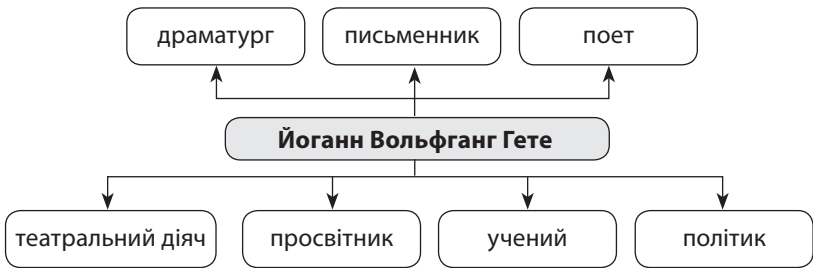 драматург
письменник
поет
Йоганн Вольфганг Гете
театральний діяч
просвітник
учений
політик